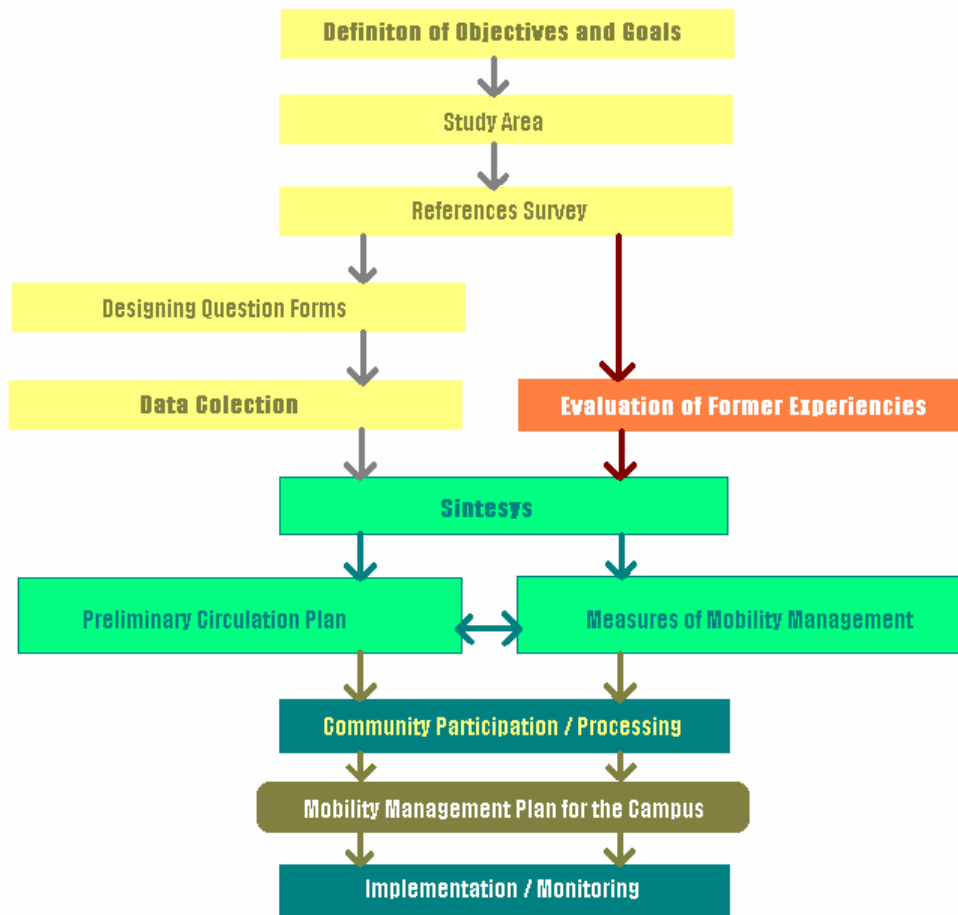 Definiton of Objectives and Goals
Study Area
References Survey
Designing Question Forms
Data Colection
Evaluation of Former Experiencies
Sintesys
Preliminary Circulation Plan
Measures of Mobility Management
Community Participation / Processing
Mobility Management Plan for the Campus
Implementation / Monitoring